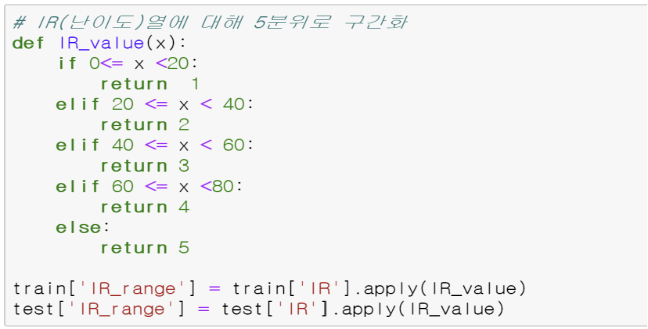 # IR(난이도)열에 대해 5분위로 구간화
def IR_value(x):
    if 0<= x <20:
        return  1
    elif 20 <= x < 40:
        return 2
    elif 40 <= x < 60:
        return 3
    elif 60 <= x <80:
        return 4
    else:
        return 5
train['IR_range'] = train['IR'].apply(IR_value)
test['IR_range'] = test['IR'].apply(IR_value)